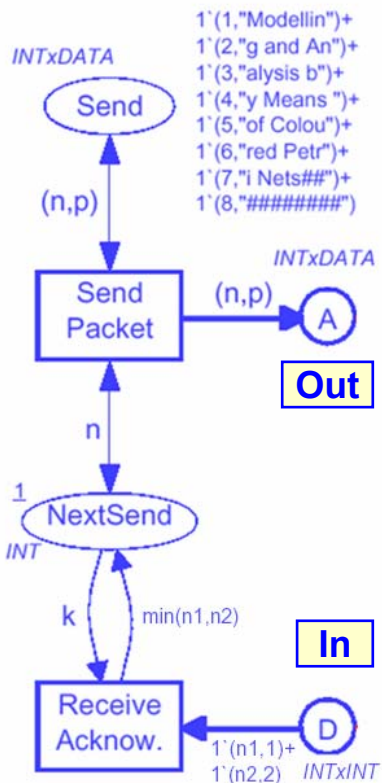 1`(1,"Modellin")+
1`(2,"g and An")+
1`(3,"alysis b")+
1`(4,"y Means ")+
1`(5,"of Colou")+
1`(6,"red Petr")+
1`(7,"i Nets##")+
1`(8,"########")
INTxDATA
Send
(n,p)
INTxDATA
Send
Packet
(n,p)
A
Out
n
1
NextSend
INT
k
min(n1,n2)
In
Receive
Acknow.
1`(n1,1)+
1`(n2,2)
D
INTxINT